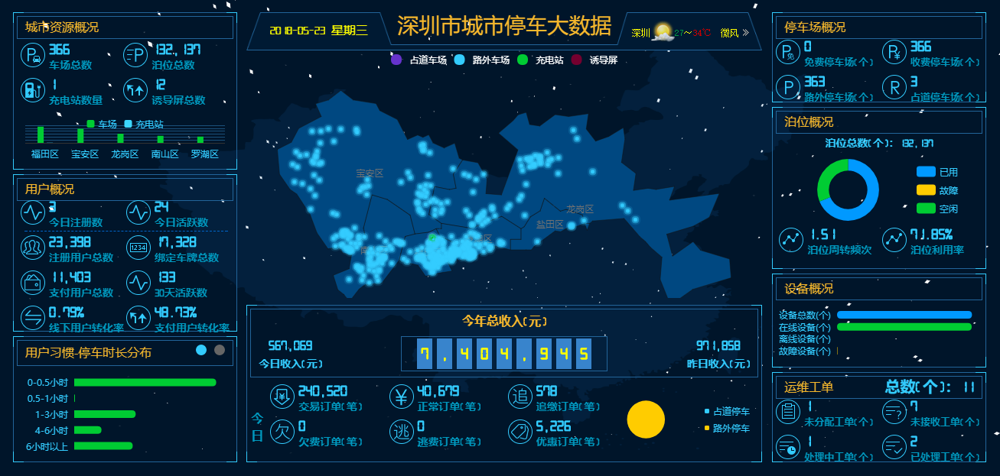 深圳市城市停车大数据
2018-05-23 星期三
深圳 27~34℃ 微风
占道车场 路外车场 充电站 诱导屏
城市资源概况
366 车场总数
132,137 泊位总数
1 充电站数量
12 诱导屏总数
车场 充电站
福田区 宝安区 龙岗区 南山区 罗湖区
用户概况
3 今日注册数
24 今日活跃数
23,398 注册用户总数
17,328 绑定车牌总数
11,403 支付用户总数
133 30天活跃数
0.79% 线下用户转化率
48.73% 支付用户转化率
用户习惯-停车时长分布
0-0.5小时
0.5-1小时
1-3小时
4-6小时
6小时以上
宝安区
龙岗区
盐田区
今年总收入(元)
7,404,945
567,069
今日收入(元)
971,858
昨日收入(元)
今日
240,520 交易订单(笔)
40,679 正常订单(笔)
578 追缴订单(笔)
0 欠费订单(笔)
0 逃费订单(笔)
5,226 优惠订单(笔)
占道停车
路外停车
停车场概况
0 免费停车场(个)
366 收费停车场(个)
363 路外停车场(个)
3 占道停车场(个)
泊位概况
泊位总数(个): 132,137
已用
故障
空闲
1.51 泊位周转频次
71.85% 泊位利用率
设备概况
设备总数(个)
在线设备(个)
离线设备(个)
故障设备(个)
运维工单 总数(个): 11
1 未分配工单(个)
7 未接收工单(个)
1 处理中工单(个)
2 已处理工单(个)